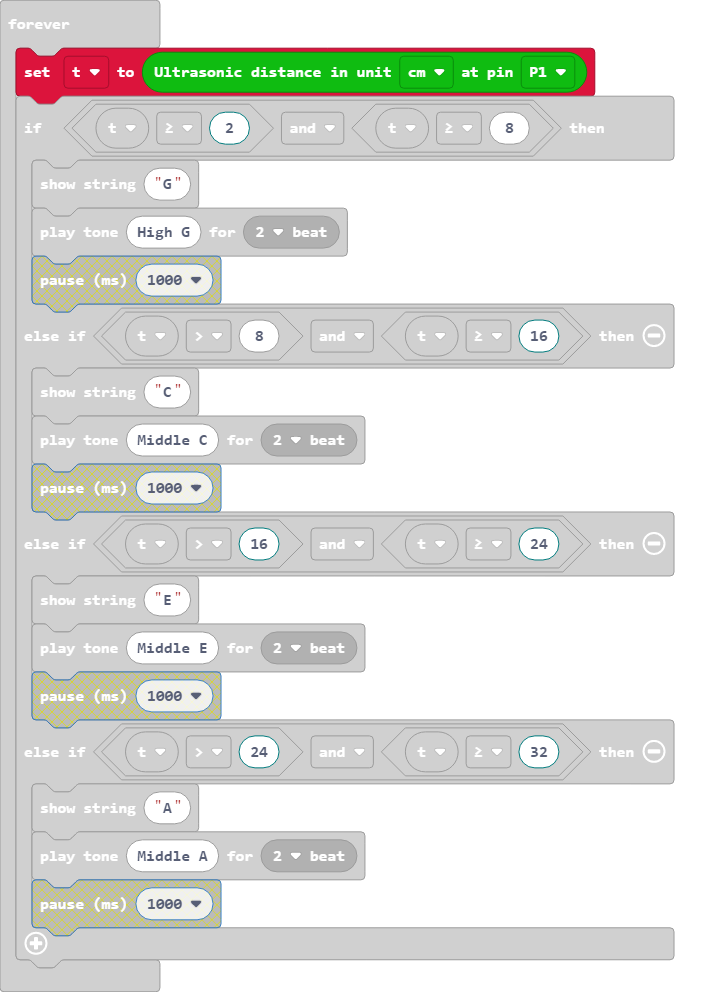 forever
set t to Ultrasonic distance in unit cm at pin P1
if t ≥ 2 and t ≥ 8 then
show string "G"
play tone High G for 2 beat
pause (ms) 1000
else if t > 8 and t ≥ 16 then
show string "C"
play tone Middle C for 2 beat
pause (ms) 1000
else if t > 16 and t ≥ 24 then
show string "E"
play tone Middle E for 2 beat
pause (ms) 1000
else if t > 24 and t ≥ 32 then
show string "A"
play tone Middle A for 2 beat
pause (ms) 1000